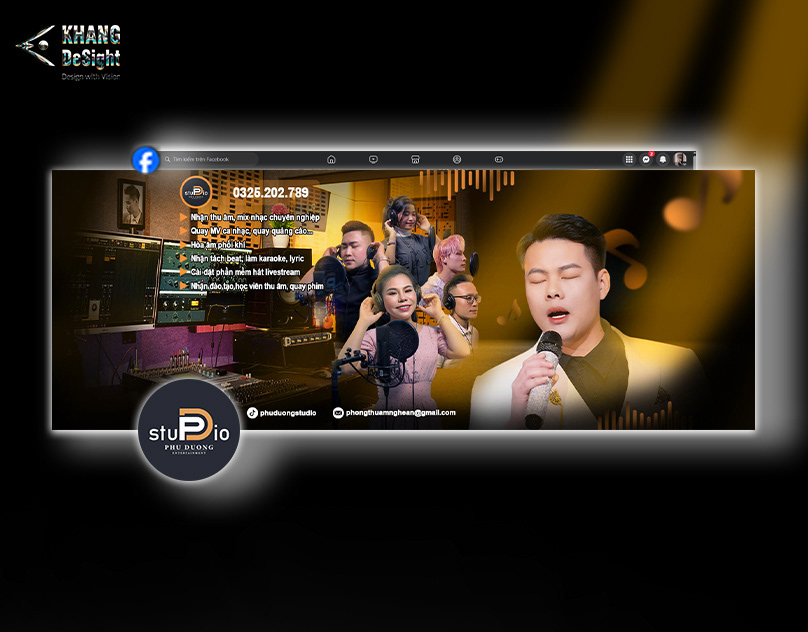 KHANG
DeSight
Design with Vision
Tìm kiếm trên Facebook
0325.202.789
Nhận thu âm, mix nhạc chuyên nghiệp
Quay MV ca nhạc, quay quảng cáo...
Hòa âm phối khí
Nhận tách beat, làm karaoke, lyric
Cài đặt phần mềm hát livestream
Nhận đào tạo học viên thu âm, quay phim
phuduongstudio
phongthuamnghean@gmail.com
stuPDio
PHU DUONG
ENTERTAINMENT